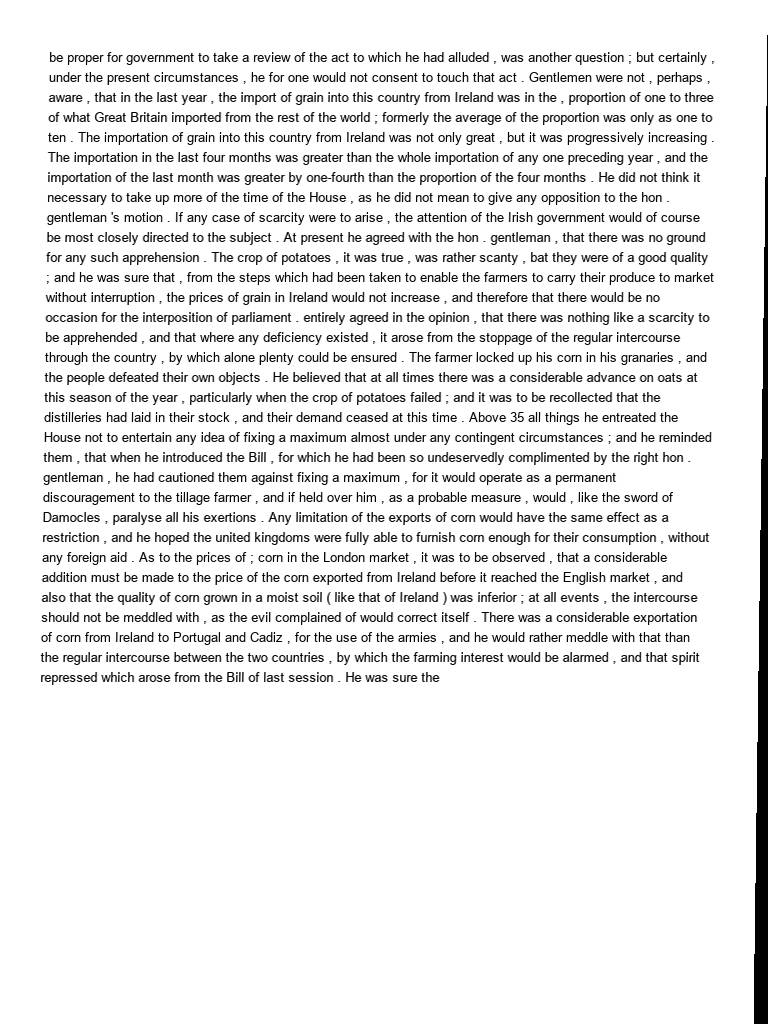 be proper for government to take a review of the act to which he had alluded , was another question ; but certainly ,
under the present circumstances , he for one would not consent to touch that act . Gentlemen were not , perhaps ,
aware , that in the last year , the import of grain into this country from Ireland was in the , proportion of one to three
of what Great Britain imported from the rest of the world ; formerly the average of the proportion was only as one to
ten . The importation of grain into this country from Ireland was not only great , but it was progressively increasing .
The importation in the last four months was greater than the whole importation of any one preceding year , and the
importation of the last month was greater by one-fourth than the proportion of the four months . He did not think it
necessary to take up more of the time of the House , as he did not mean to give any opposition to the hon .
gentleman 's motion . If any case of scarcity were to arise , the attention of the Irish government would of course
be most closely directed to the subject . At present he agreed with the hon . gentleman , that there was no ground
for any such apprehension . The crop of potatoes , it was true , was rather scanty , but they were of a good quality
; and he was sure that , from the steps which had been taken to enable the farmers to carry their produce to market
without interruption , the prices of grain in Ireland would not increase , and therefore that there would be no
occasion for the interposition of parliament . entirely agreed in the opinion , that there was nothing like a scarcity to
be apprehended , and that where any deficiency existed , it arose from the stoppage of the regular intercourse
through the country , by which alone plenty could be ensured . The farmer locked up his corn in his granaries , and
the people defeated their own objects . He believed that at all times there was a considerable advance on oats at
this season of the year , particularly when the crop of potatoes failed ; and it was to be recollected that the
distilleries had laid in their stock , and their demand ceased at this time . Above 35 all things he entreated the
House not to entertain any idea of fixing a maximum almost under any contingent circumstances ; and he reminded
them , that when he introduced the Bill , for which he had been so undeservedly complimented by the right hon .
gentleman , he had cautioned them against fixing a maximum , for it would operate as a permanent
discouragement to the tillage farmer , and if held over him , as a probable measure , would , like the sword of
Damocles , paralyse all his exertions . Any limitation of the exports of corn would have the same effect as a
restriction , and he hoped the united kingdoms were fully able to furnish corn enough for their consumption , without
any foreign aid . As to the prices of ; corn in the London market , it was to be observed , that a considerable
addition must be made to the price of the corn exported from Ireland before it reached the English market , and
also that the quality of corn grown in a moist soil ( like that of Ireland ) was inferior ; at all events , the intercourse
should not be meddled with , as the evil complained of would correct itself . There was a considerable exportation
of corn from Ireland to Portugal and Cadiz , for the use of the armies , and he would rather meddle with that than
the regular intercourse between the two countries , by which the farming interest would be alarmed , and that spirit
repressed which arose from the Bill of last session . He was sure the